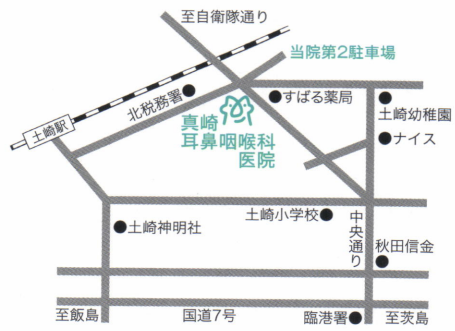 至自衛隊通り
当院第2駐車場
北税務署
すばる薬局
土崎幼稚園
土崎駅
真崎
耳鼻咽喉科
医院
ナイス
土崎小学校
中央通り
土崎神明社
秋田信金
至飯島
国道7号
臨港署
至茨島